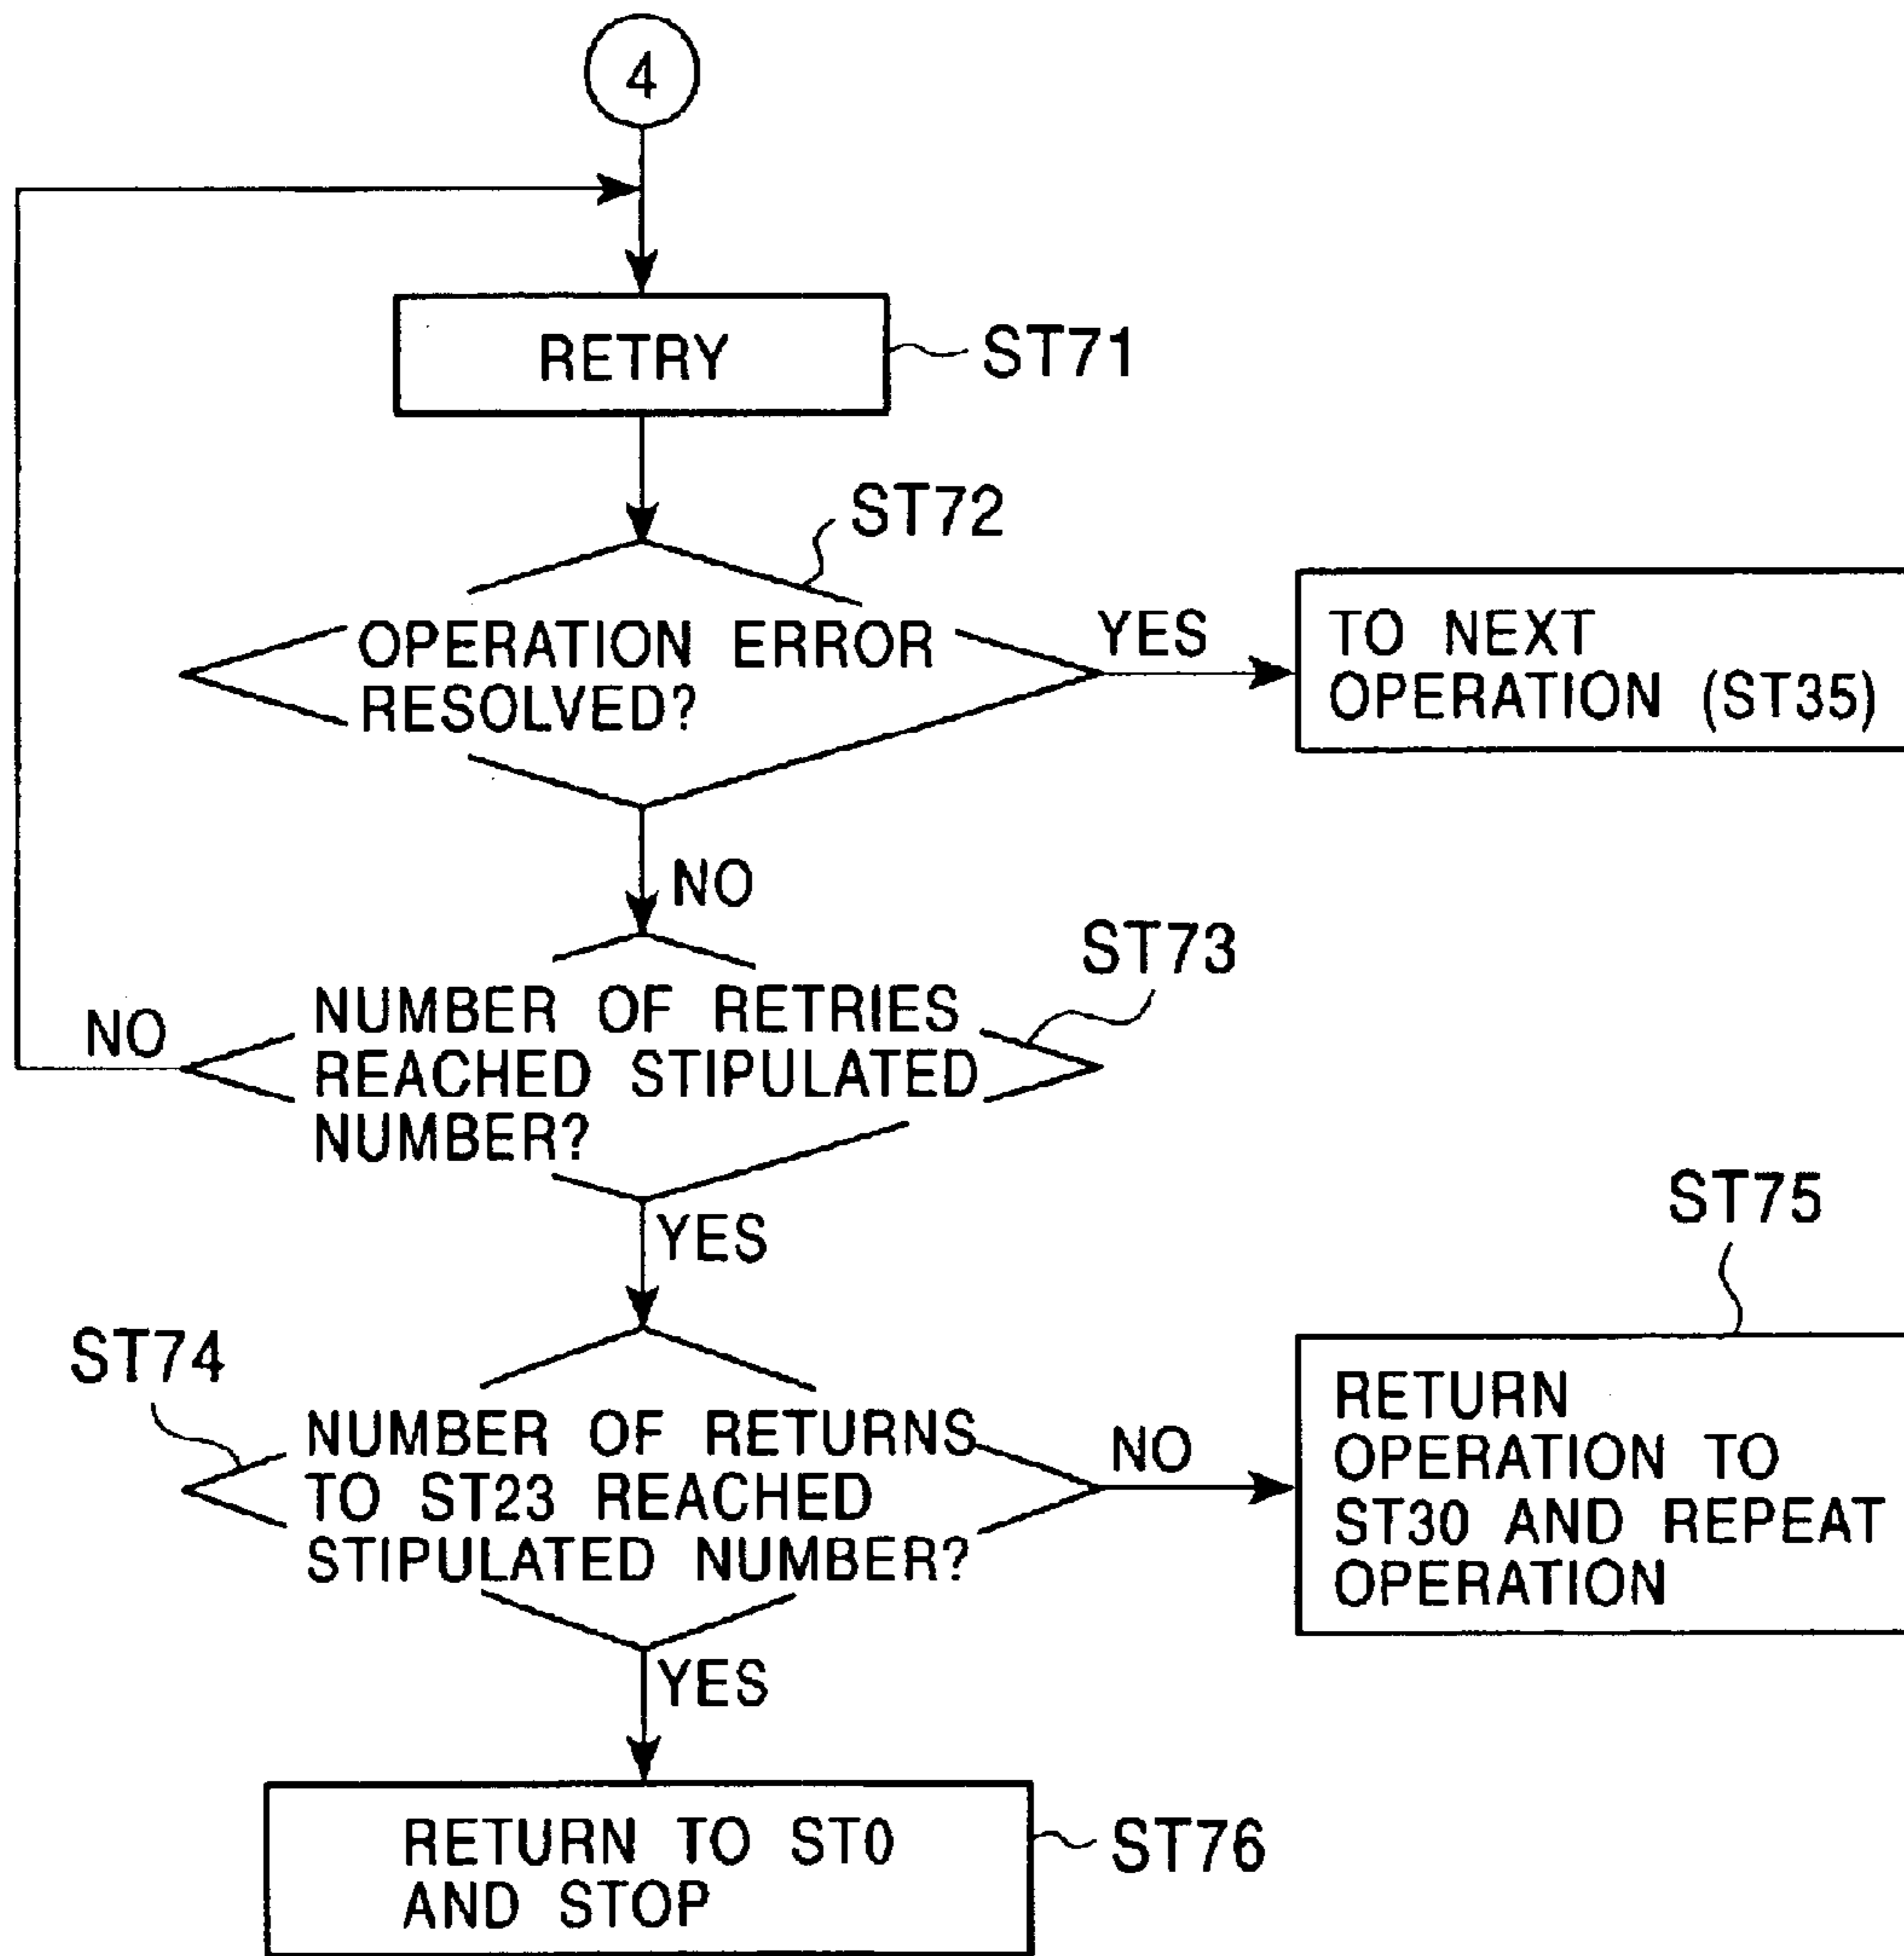 4
RETRY
ST71
ST72
OPERATION ERROR
RESOLVED?
YES
TO NEXT
OPERATION (ST35)
NO
ST73
NUMBER OF RETRIES
REACHED STIPULATED
NUMBER?
NO
YES
ST74
NUMBER OF RETURNS
TO ST23 REACHED
STIPULATED NUMBER?
NO
ST75
RETURN
OPERATION TO
ST30 AND REPEAT
OPERATION
YES
RETURN TO ST0
AND STOP
ST76